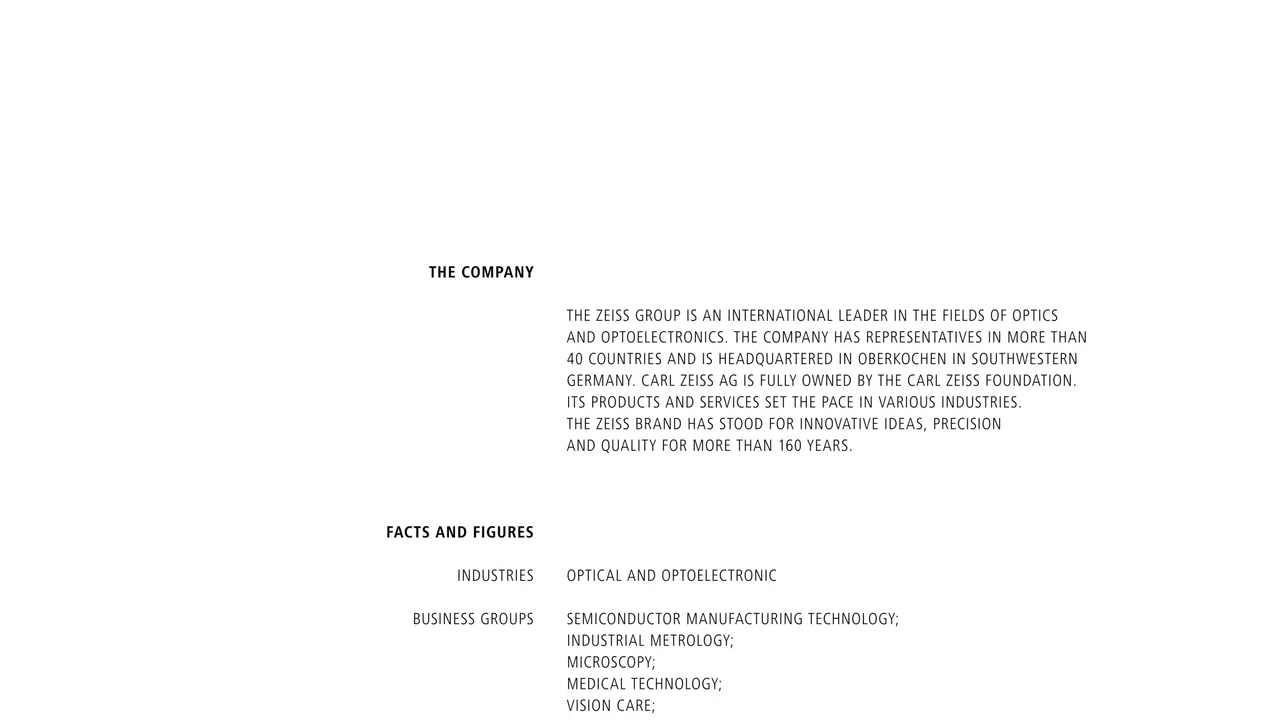 THE COMPANY
THE ZEISS GROUP IS AN INTERNATIONAL LEADER IN THE FIELDS OF OPTICS
AND OPTOELECTRONICS. THE COMPANY HAS REPRESENTATIVES IN MORE THAN
40 COUNTRIES AND IS HEADQUARTERED IN OBERKOCHEN IN SOUTHWESTERN
GERMANY. CARL ZEISS AG IS FULLY OWNED BY THE CARL ZEISS FOUNDATION.
ITS PRODUCTS AND SERVICES SET THE PACE IN VARIOUS INDUSTRIES.
THE ZEISS BRAND HAS STOOD FOR INNOVATIVE IDEAS, PRECISION
AND QUALITY FOR MORE THAN 160 YEARS.
FACTS AND FIGURES
INDUSTRIES OPTICAL AND OPTOELECTRONIC
BUSINESS GROUPS SEMICONDUCTOR MANUFACTURING TECHNOLOGY;
INDUSTRIAL METROLOGY;
MICROSCOPY;
MEDICAL TECHNOLOGY;
VISION CARE;